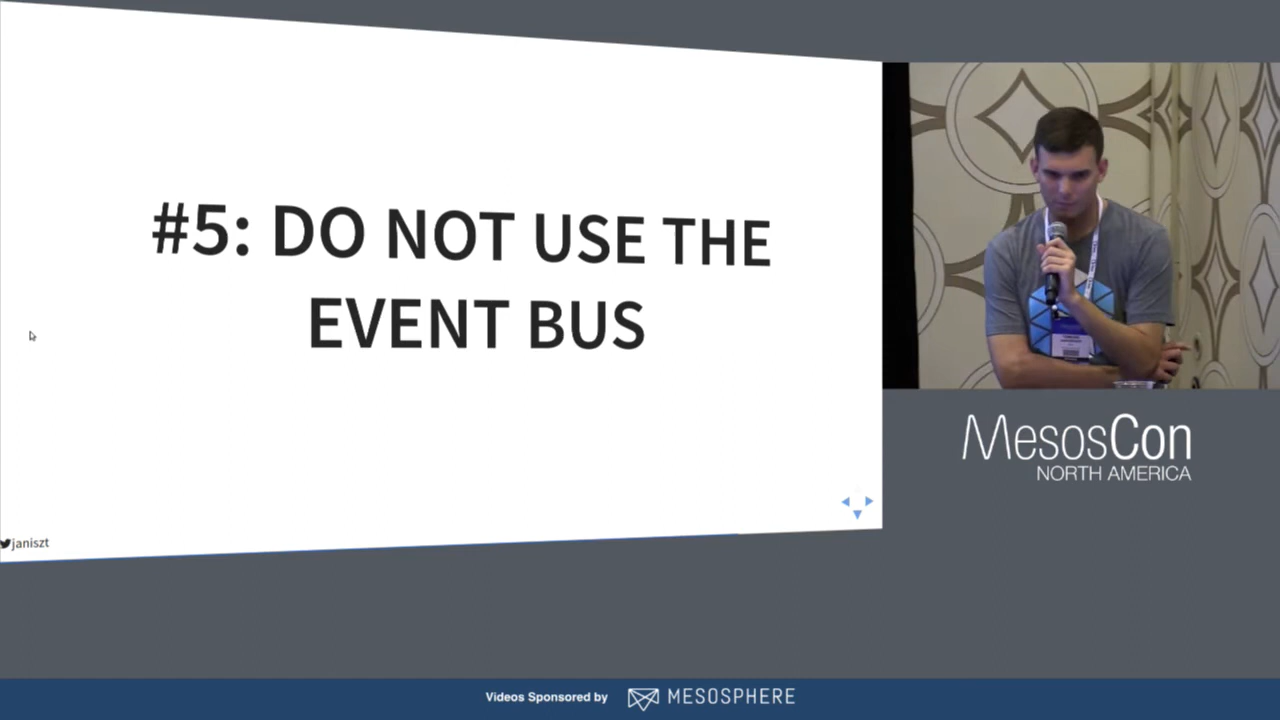 #5: DO NOT USE THE
EVENT BUS
janiszt
MesosCon
NORTH AMERICA
Videos Sponsored by MESOSPHERE